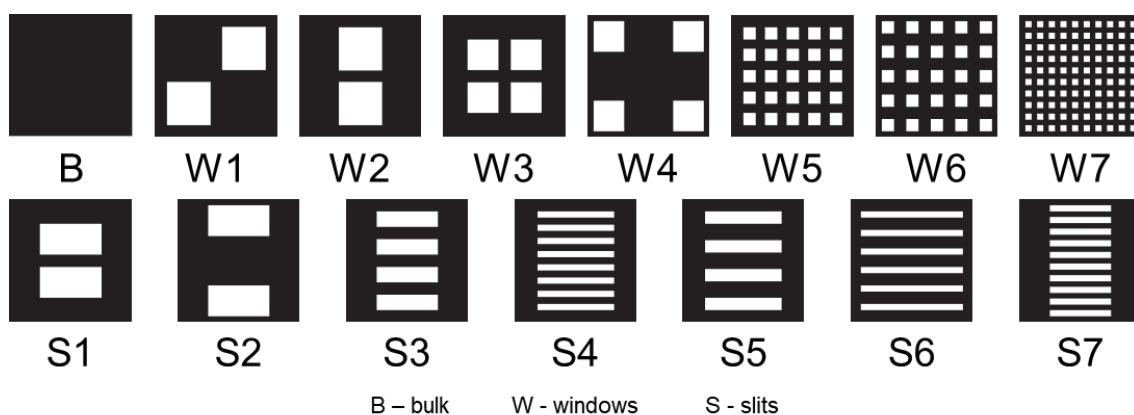 B W1 W2 W3 W4 W5 W6 W7
S1 S2 S3 S4 S5 S6 S7
B – bulk W - windows S - slits